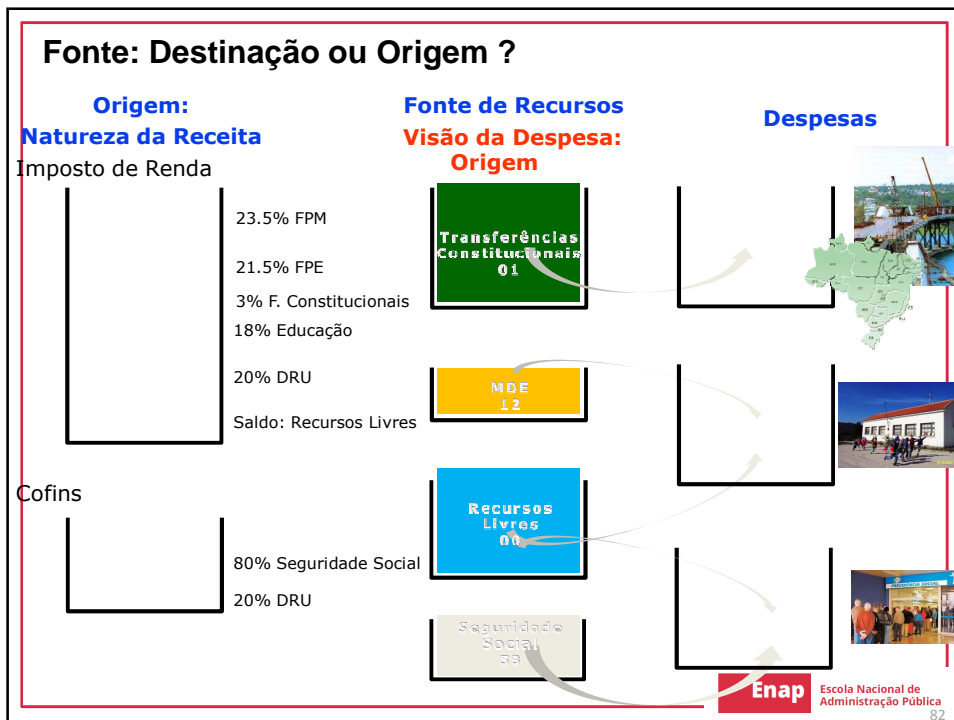 Fonte: Destinação ou Origem ?
Origem:
Natureza da Receita
Fonte de Recursos
Visão da Despesa:
Origem
Despesas
Imposto de Renda
23.5% FPM
21.5% FPE
3% F. Constitucionais
18% Educação
20% DRU
Saldo: Recursos Livres
Transferências
Constitucionais
01
MDE
12
Cofins
80% Seguridade Social
20% DRU
Recursos
Livres
00
Seguridade
Social
Enap
Escola Nacional de
Administração Pública
82